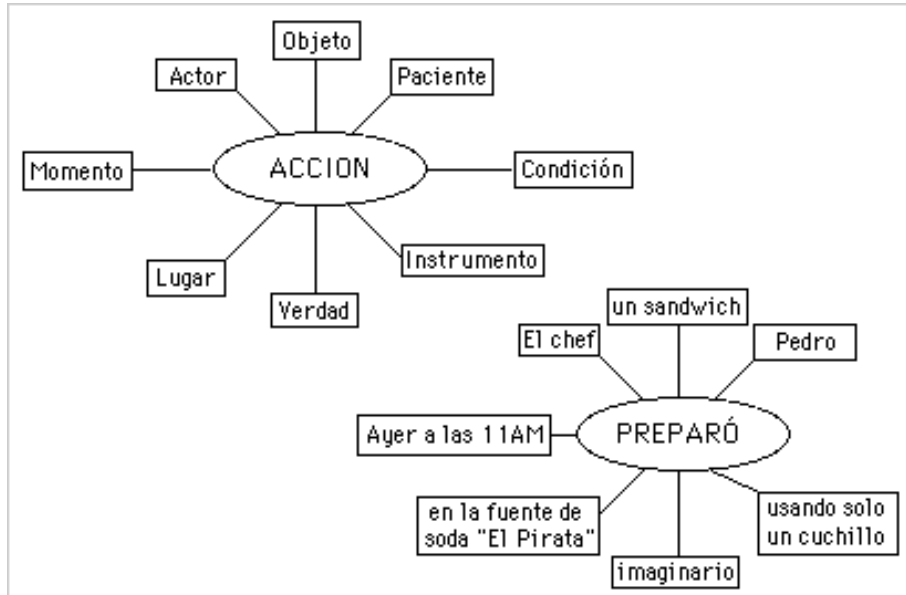 Objeto
Actor
Paciente
Momento
ACCION
Condición
Lugar
Instrumento
Verdad
un sandwich
El chef
Pedro
Ayer a las 11AM
PREPARÓ
en la fuente de
soda "El Pirata"
usando solo
un cuchillo
imaginario